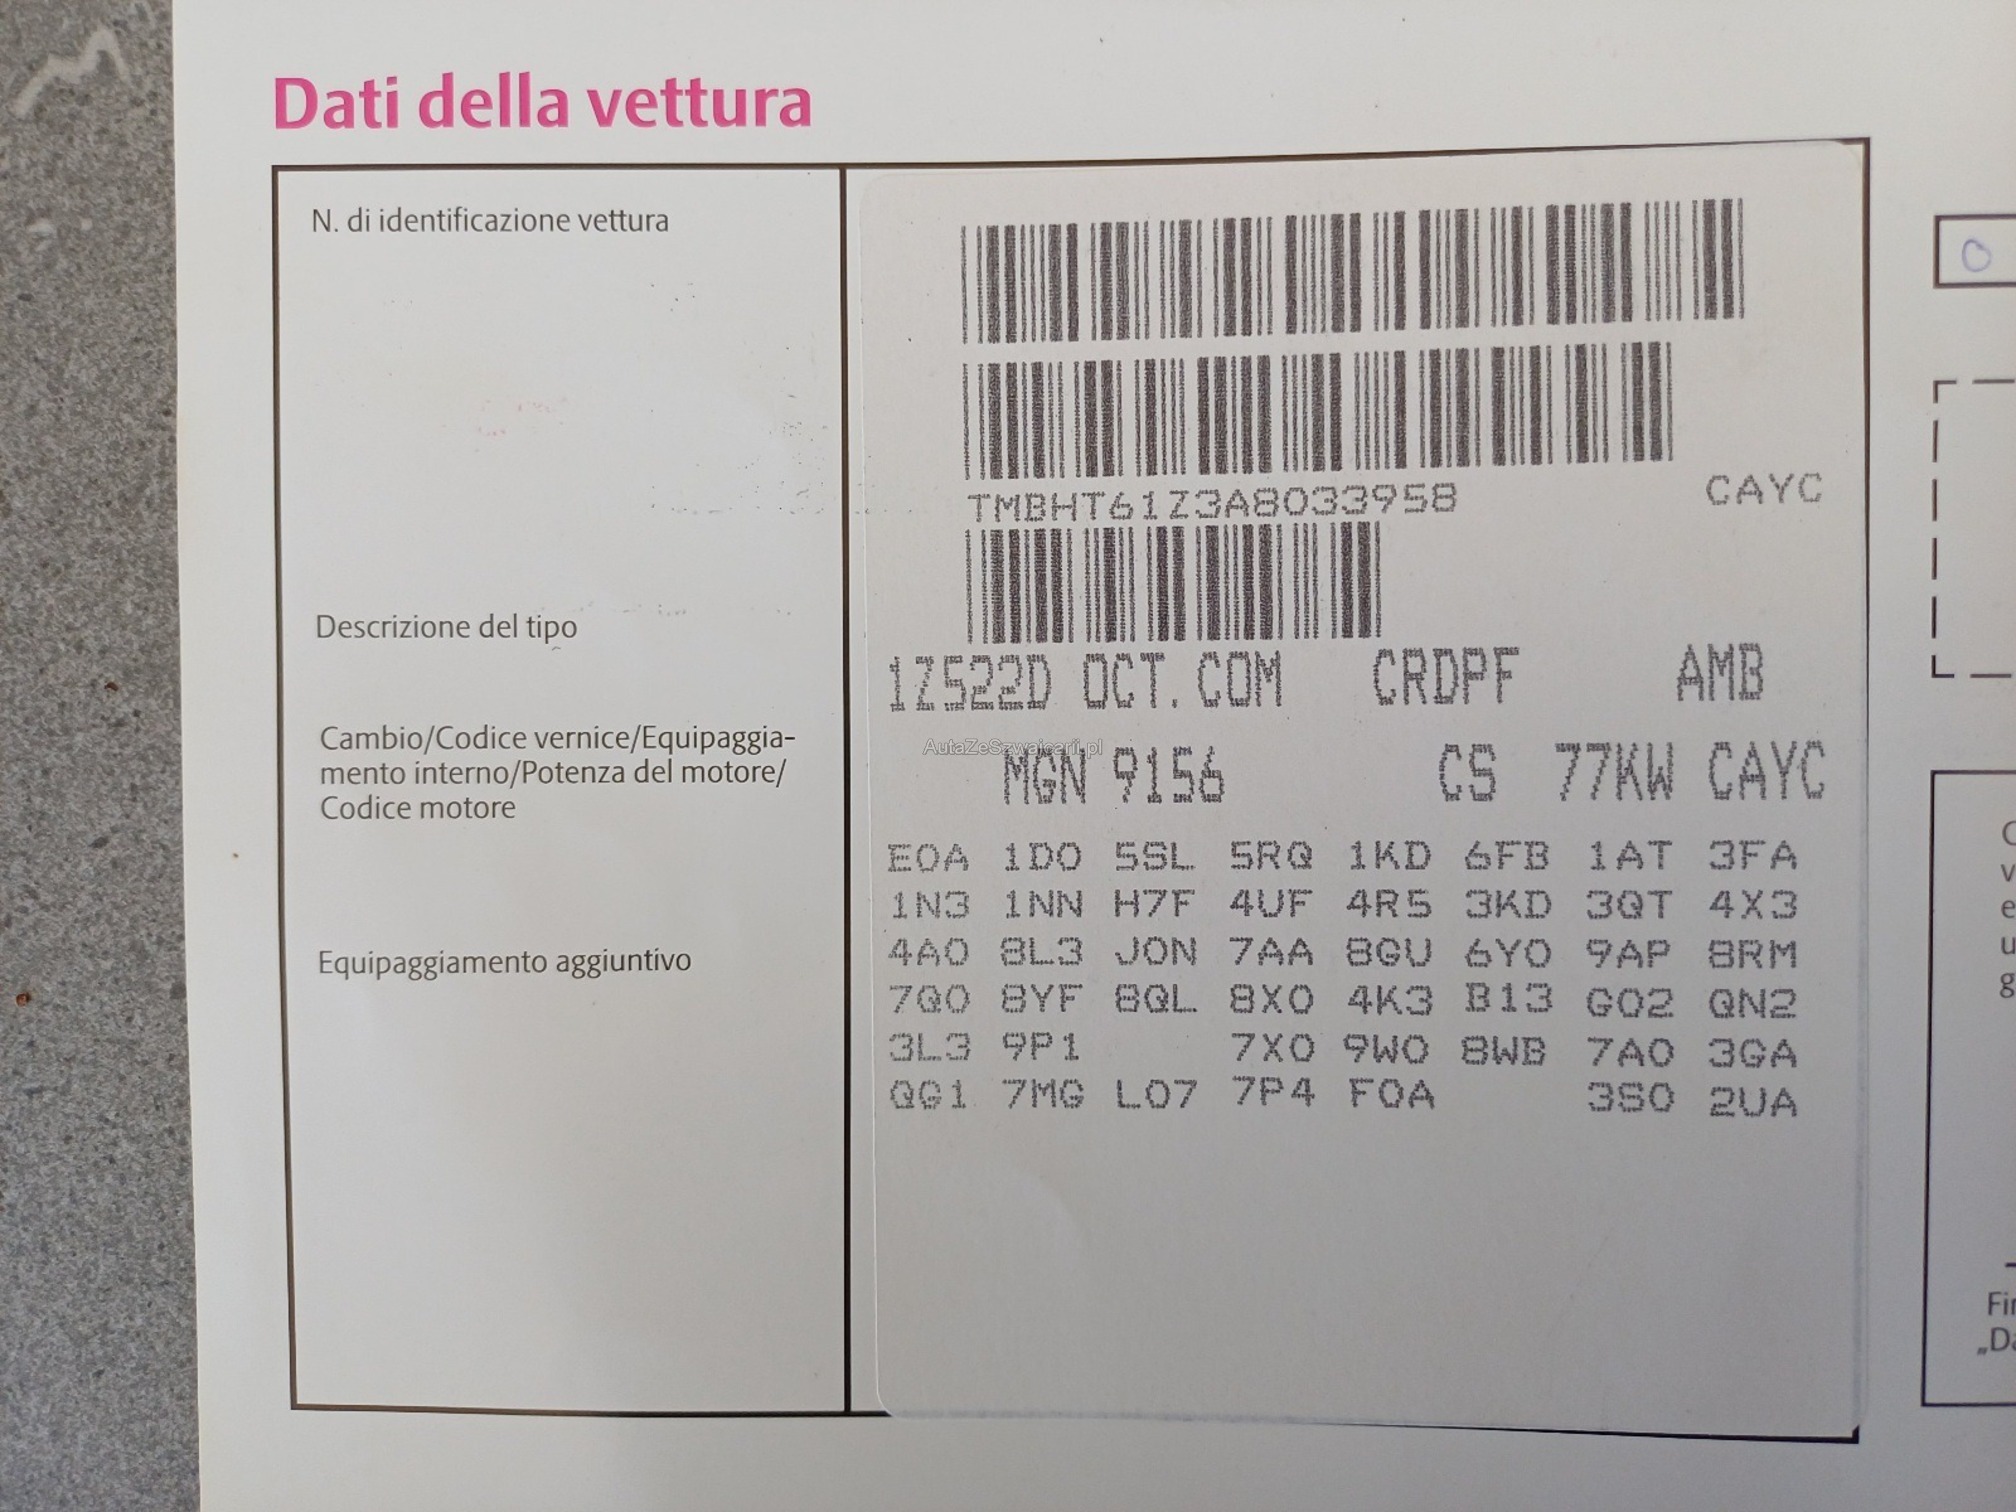 Dati della vettura
N. di identificazione vettura
TMBHT61Z3A8033958 CAYC
Descrizione del tipo
1Z522D OCT.COM CRDPF AMB
Cambio/Codice vernice/Equipaggia-
mento interno/Potenza del motore/
Codice motore
AutaZeSzwajcarii.pl
MGN 9156 CS 77KW CAYC
E0A 1D0 5SL 5RQ 1KD 6FB 1AT 3FA
1N3 1NN H7F 4UF 4R5 3KD 3QT 4X3
Equipaggiamento aggiuntivo
4A0 8L3 J0N 7AA 8GU 6Y0 9AP 8RM
7Q0 8YF 8QL 8X0 4K3 B13 G02 QN2
3L3 9P1 7X0 9W0 8WB 7A0 3GA
QG1 7MG L07 7P4 F0A 3S0 2UA